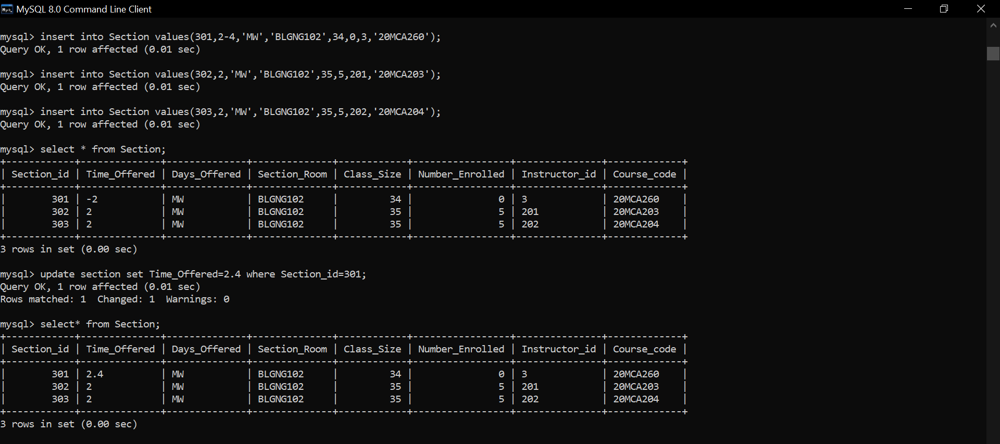 MySQL 8.0 Command Line Client
mysql> insert into Section values(301,2-4,'MW','BLGNG102',34,0,3,'20MCA260');
Query OK, 1 row affected (0.01 sec)
mysql> insert into Section values(302,2,'MW','BLGNG102',35,5,201,'20MCA203');
Query OK, 1 row affected (0.01 sec)
mysql> insert into Section values(303,2,'MW','BLGNG102',35,5,202,'20MCA204');
Query OK, 1 row affected (0.01 sec)
mysql> select * from Section;
+------------+--------------+--------------+--------------+------------+-----------------+---------------+-------------+
| Section_id | Time_Offered | Days_Offered | Section_Room | Class_Size | Number_Enrolled | Instructor_id | Course_code |
+------------+--------------+--------------+--------------+------------+-----------------+---------------+-------------+
|        301 | -2           | MW           | BLGNG102     |         34 |               0 | 3             | 20MCA260    |
|        302 | 2            | MW           | BLGNG102     |         35 |               5 | 201           | 20MCA203    |
|        303 | 2            | MW           | BLGNG102     |         35 |               5 | 202           | 20MCA204    |
+------------+--------------+--------------+--------------+------------+-----------------+---------------+-------------+
3 rows in set (0.00 sec)
mysql> update section set Time_Offered=2.4 where Section_id=301;
Query OK, 1 row affected (0.01 sec)
Rows matched: 1  Changed: 1  Warnings: 0
mysql> select* from Section;
+------------+--------------+--------------+--------------+------------+-----------------+---------------+-------------+
| Section_id | Time_Offered | Days_Offered | Section_Room | Class_Size | Number_Enrolled | Instructor_id | Course_code |
+------------+--------------+--------------+--------------+------------+-----------------+---------------+-------------+
|        301 | 2.4          | MW           | BLGNG102     |         34 |               0 | 3             | 20MCA260    |
|        302 | 2            | MW           | BLGNG102     |         35 |               5 | 201           | 20MCA203    |
|        303 | 2            | MW           | BLGNG102     |         35 |               5 | 202           | 20MCA204    |
+------------+--------------+--------------+--------------+------------+-----------------+---------------+-------------+
3 rows in set (0.00 sec)